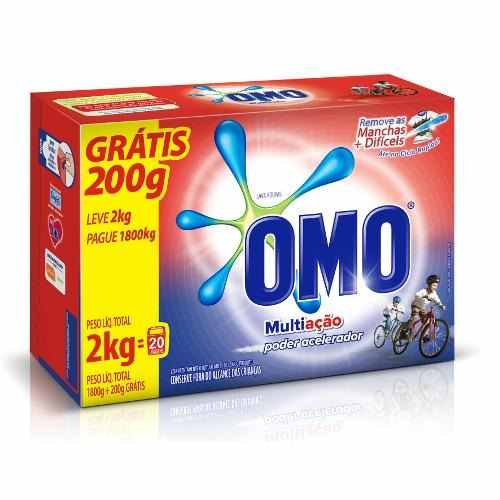 OMO
GRÁTIS
200g
LEVE 2kg
PAGUE 1800kg
Remove as
Manchas
+ Difíceis
OMO
®
Multiação
poder acelerador
PESO LÍQ. TOTAL
2kg=
20
PESO LÍQ. TOTAL
1800g + 200g GRÁTIS
CONSERVE FORA DO ALCANCE DAS CRIANÇAS